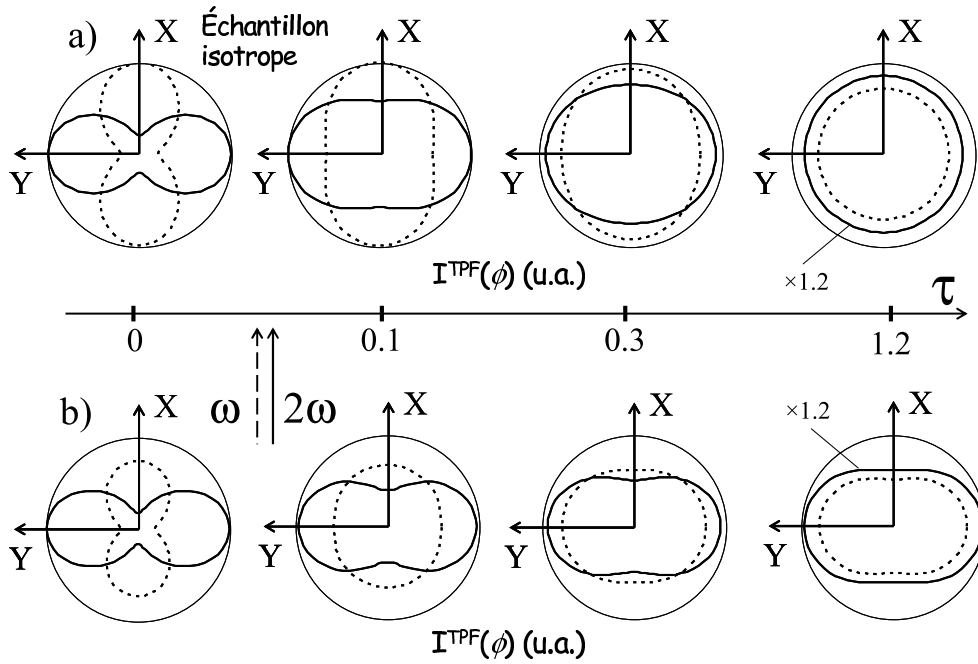 a)
Échantillon
isotrope
X
X
X
X
Y
Y
Y
Y
×1.2
I^TPF(ϕ) (u.a.)
τ
0
0.1
0.3
1.2
b)
ω
2ω
X
X
X
X
×1.2
Y
Y
Y
Y
I^TPF(ϕ) (u.a.)